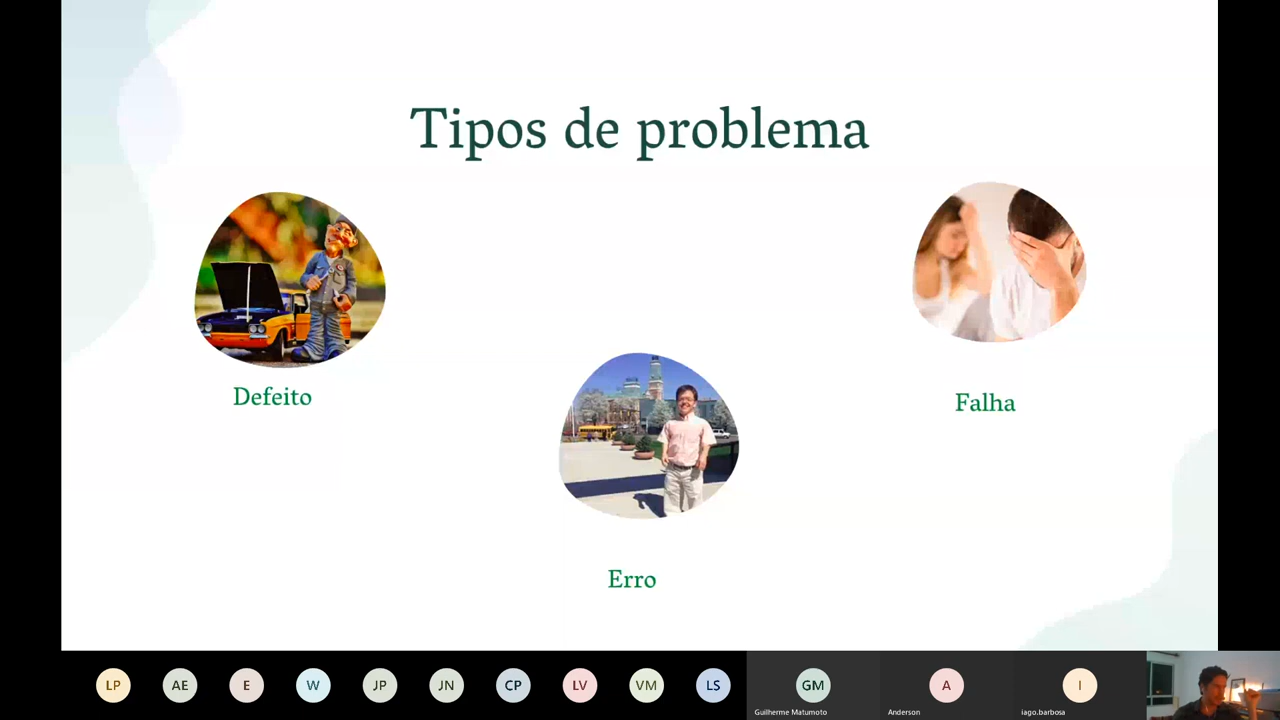 Tipos de problema
Defeito
Falha
Erro
LP
AE
E
W
JP
JN
CP
LV
VM
LS
GM
A
I
Guilherme Matumoto
Anderson
iago.barbosa